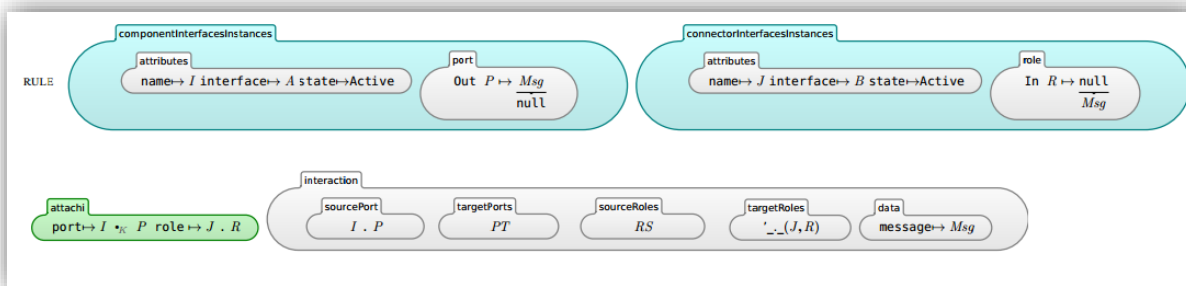 componentInterfacesInstances connectorInterfacesInstances
attributes port attributes role
RULE name↦ I interface↦ A state↦Active Out P ↦ Msg name↦ J interface↦ B state↦Active In R ↦ null
null Msg
interaction
attachi sourcePort targetPorts sourceRoles targetRoles data
port↦ I •K P role ↦ J . R I . P PT RS '_._(J, R) message↦ Msg